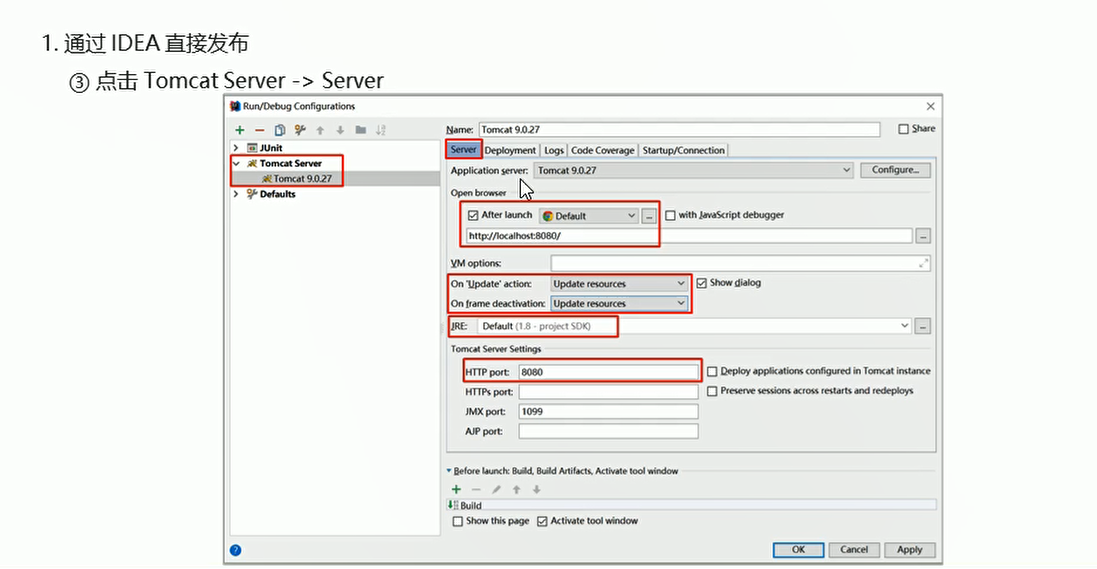 1. 通过 IDEA 直接发布
③ 点击 Tomcat Server -> Server
Run/Debug Configurations
Name: Tomcat 9.0.27 Share
JUnit
Tomcat Server
Tomcat 9.0.27
Defaults
Server Deployment Logs Code Coverage Startup/Connection
Application server: Tomcat 9.0.27 Configure...
Open browser
After launch Default ... with JavaScript debugger
http://localhost:8080/ ...
VM options:
On 'Update' action: Update resources Show dialog
On frame deactivation: Update resources
JRE: Default (1.8 - project SDK) ...
Tomcat Server Settings
HTTP port: 8080 Deploy applications configured in Tomcat instance
HTTPs port: Preserve sessions across restarts and redeploys
JMX port: 1099
AJP port:
Before launch: Build, Build Artifacts, Activate tool window
Build
Show this page Activate tool window
? OK Cancel Apply